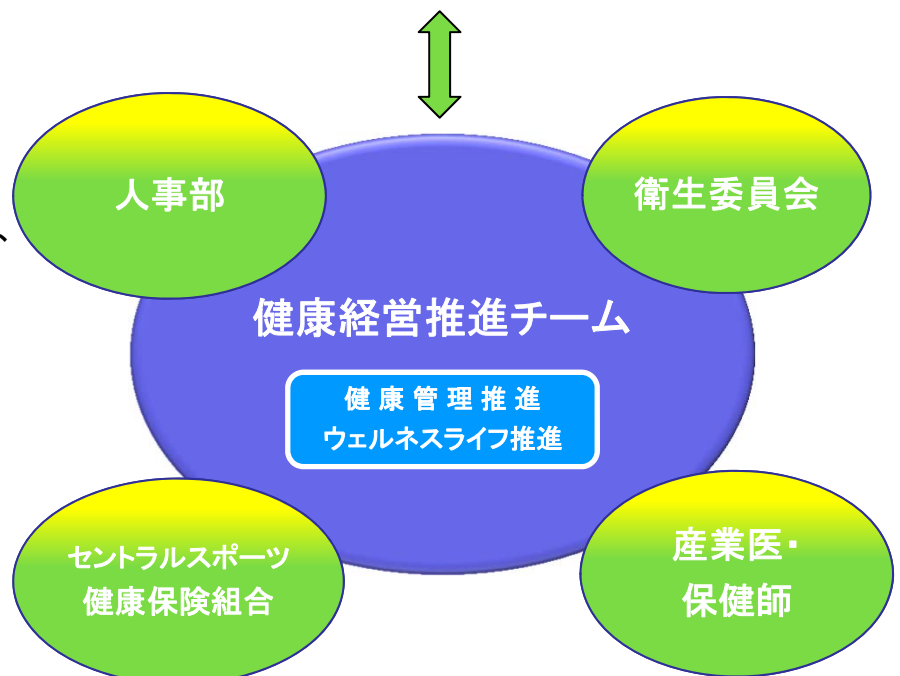 人事部
衛生委員会
、
健康経営推進チーム
健康管理推進
ウェルネスライフ推進
セントラルスポーツ
健康保険組合
産業医・
保健師